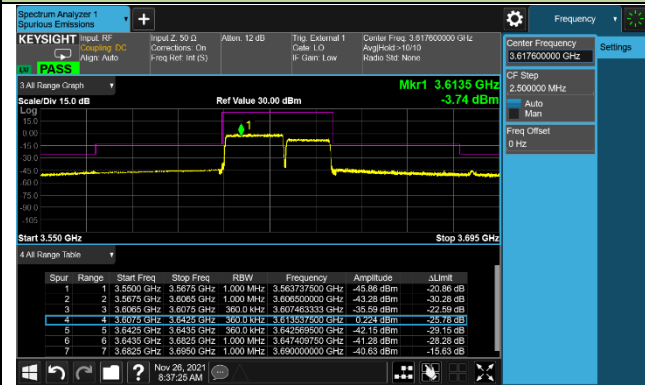 Spectrum Analyzer 1
Spurious Emissions
Frequency
KEYSIGHT
Input: RF
Coupling: DC
Align: Auto
Input Z: 50 Ω
Corrections: On
Freq Ref: Int (S)
Atten: 12 dB
Trig: External 1
Gate: LO
IF Gain: Low
Center Freq: 3.617600000 GHz
Avg|Hold:>10/10
Radio Std: None
PASS
Center Frequency
3.617600000 GHz
Settings
CF Step
2.500000 MHz
Auto
Man
Freq Offset
0 Hz
3 All Range Graph
Mkr1 3.6135 GHz
-3.74 dBm
Scale/Div 15.0 dB
Ref Value 30.00 dBm
Log
15.0
0.00
-15.0
-30.0
-45.0
-60.0
-75.0
-90.0
-105
1
Start 3.550 GHz
Stop 3.695 GHz
4 All Range Table
Spur Range Start Freq Stop Freq RBW Frequency Amplitude ΔLimit
1 1 3.5500 GHz 3.5675 GHz 1.000 MHz 3.563737500 GHz -45.86 dBm -20.86 dB
2 2 3.5675 GHz 3.6065 GHz 1.000 MHz 3.606500000 GHz -43.28 dBm -30.28 dB
3 3 3.6065 GHz 3.6075 GHz 360.0 kHz 3.607463333 GHz -35.59 dBm -22.59 dB
4 4 3.6075 GHz 3.6425 GHz 360.0 kHz 3.613537500 GHz 0.224 dBm -25.78 dB
5 5 3.6425 GHz 3.6435 GHz 360.0 kHz 3.642569500 GHz -42.15 dBm -29.15 dB
6 6 3.6435 GHz 3.6825 GHz 1.000 MHz 3.647409750 GHz -41.28 dBm -28.28 dB
7 7 3.6825 GHz 3.6950 GHz 1.000 MHz 3.690000000 GHz -40.63 dBm -15.63 dB
Nov 26, 2021
8:37:25 AM